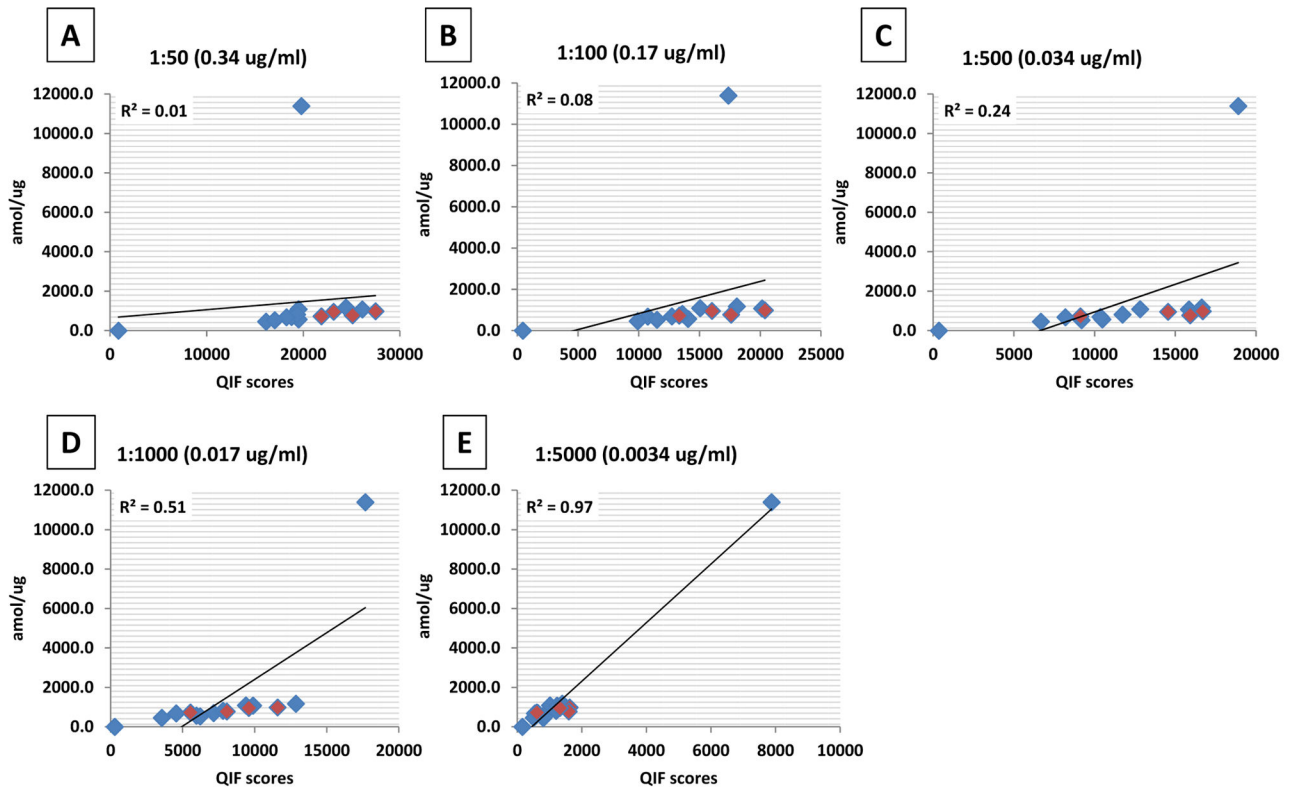 A
1:50 (0.34 ug/ml)
12000.0
10000.0
8000.0
6000.0
4000.0
2000.0
0.0
R² = 0.01
amol/ug
0 10000 20000 30000
QIF scores
B
1:100 (0.17 ug/ml)
12000.0
10000.0
8000.0
6000.0
4000.0
2000.0
0.0
R² = 0.08
amol/ug
0 5000 10000 15000 20000 25000
QIF scores
C
1:500 (0.034 ug/ml)
12000.0
10000.0
8000.0
6000.0
4000.0
2000.0
0.0
R² = 0.24
amol/ug
0 5000 10000 15000 20000
QIF scores
D
1:1000 (0.017 ug/ml)
12000.0
10000.0
8000.0
6000.0
4000.0
2000.0
0.0
R² = 0.51
amol/ug
0 5000 10000 15000 20000
QIF scores
E
1:5000 (0.0034 ug/ml)
12000.0
10000.0
8000.0
6000.0
4000.0
2000.0
0.0
R² = 0.97
amol/ug
0 2000 4000 6000 8000 10000
QIF scores